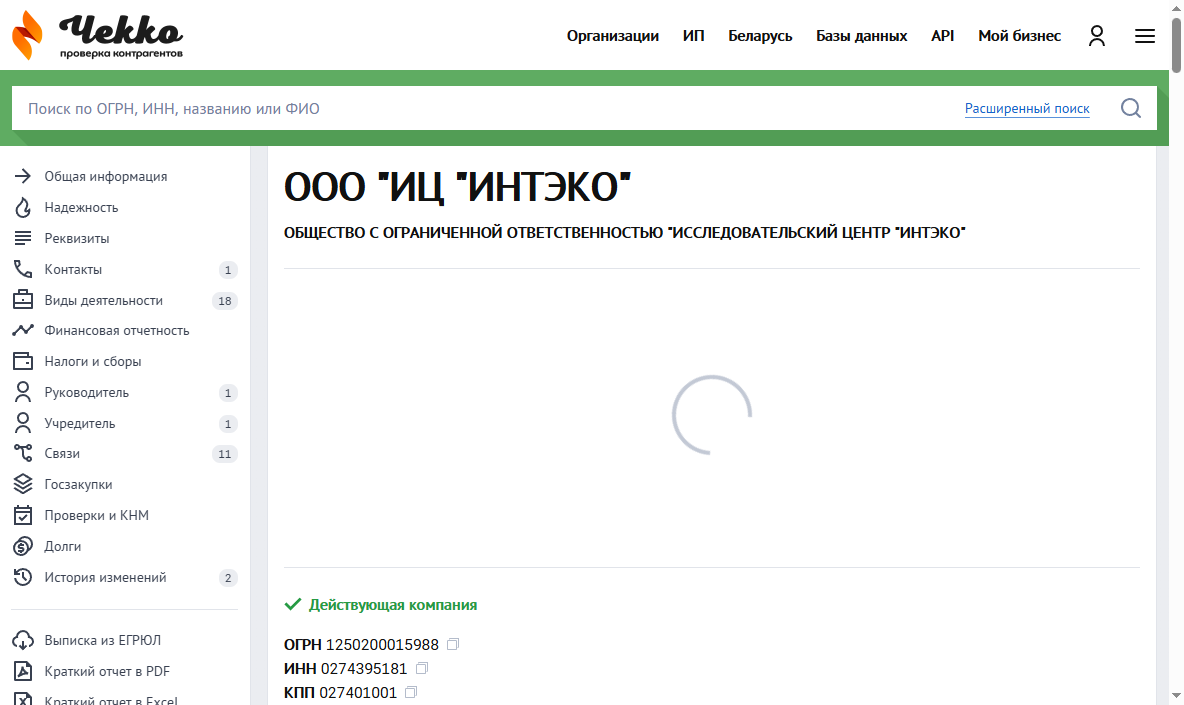 Чекко
проверка контрагентов
Организации ИП Беларусь Базы данных API Мой бизнес
Поиск по ОГРН, ИНН, названию или ФИО Расширенный поиск
Общая информация
Надежность
Реквизиты
Контакты 1
Виды деятельности 18
Финансовая отчетность
Налоги и сборы
Руководитель 1
Учредитель 1
Связи 11
Госзакупки
Проверки и КНМ
Долги
История изменений 2
Выписка из ЕГРЮЛ
Краткий отчет в PDF
Краткий отчет в Excel
ООО "ИЦ "ИНТЭКО"
ОБЩЕСТВО С ОГРАНИЧЕННОЙ ОТВЕТСТВЕННОСТЬЮ "ИССЛЕДОВАТЕЛЬСКИЙ ЦЕНТР "ИНТЭКО"
Действующая компания
ОГРН 1250200015988
ИНН 0274395181
КПП 027401001